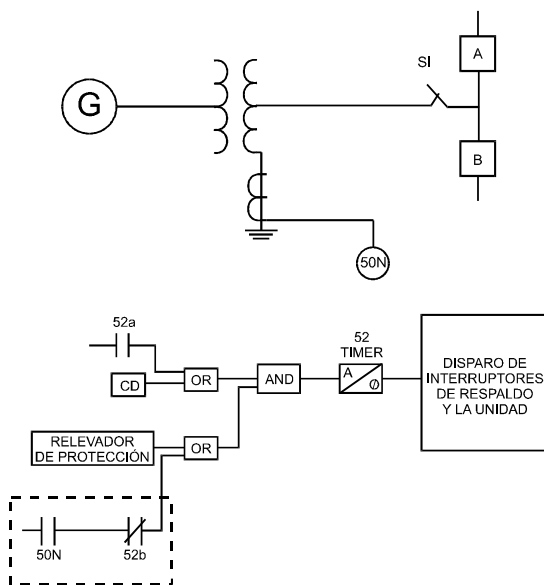 A
SI
G
B
50N
52a
52
TIMER
CD
OR
AND
A
Ø
DISPARO DE
INTERRUPTORES
DE RESPALDO
Y LA UNIDAD
RELEVADOR
DE PROTECCIÓN
OR
50N
52b